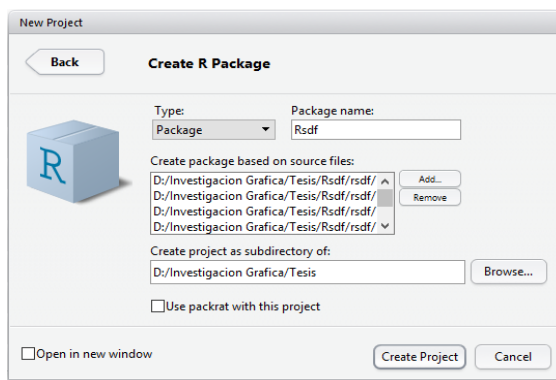 New Project
Back
Create R Package
Type:
Package name:
Package
Rsdf
R
Create package based on source files:
D:/Investigacion Grafica/Tesis/Rsdf/rsdf/
D:/Investigacion Grafica/Tesis/Rsdf/rsdf/
D:/Investigacion Grafica/Tesis/Rsdf/rsdf/
D:/Investigacion Grafica/Tesis/Rsdf/rsdf/
Add...
Remove
Create project as subdirectory of:
D:/Investigacion Grafica/Tesis
Browse...
Use packrat with this project
Open in new window
Create Project
Cancel